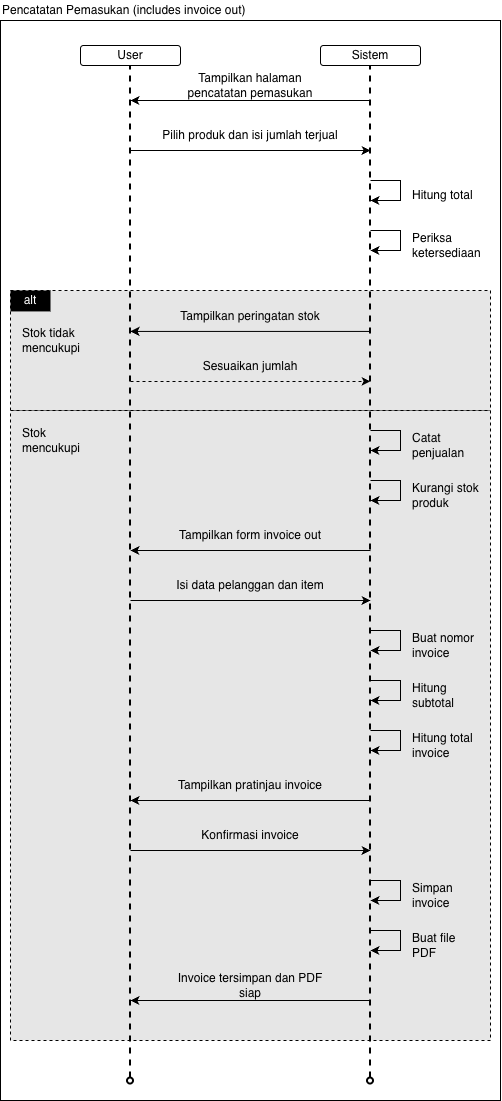 Pencatatan Pemasukan (includes invoice out)
User
Sistem
Tampilkan halaman
pencatatan pemasukan
Pilih produk dan isi jumlah terjual
Hitung total
Periksa
ketersediaan
alt
Tampilkan peringatan stok
Stok tidak
mencukupi
Sesuaikan jumlah
Stok
mencukupi
Catat
penjualan
Kurangi stok
produk
Tampilkan form invoice out
Isi data pelanggan dan item
Buat nomor
invoice
Hitung
subtotal
Hitung total
invoice
Tampilkan pratinjau invoice
Konfirmasi invoice
Simpan
invoice
Buat file
PDF
Invoice tersimpan dan PDF
siap